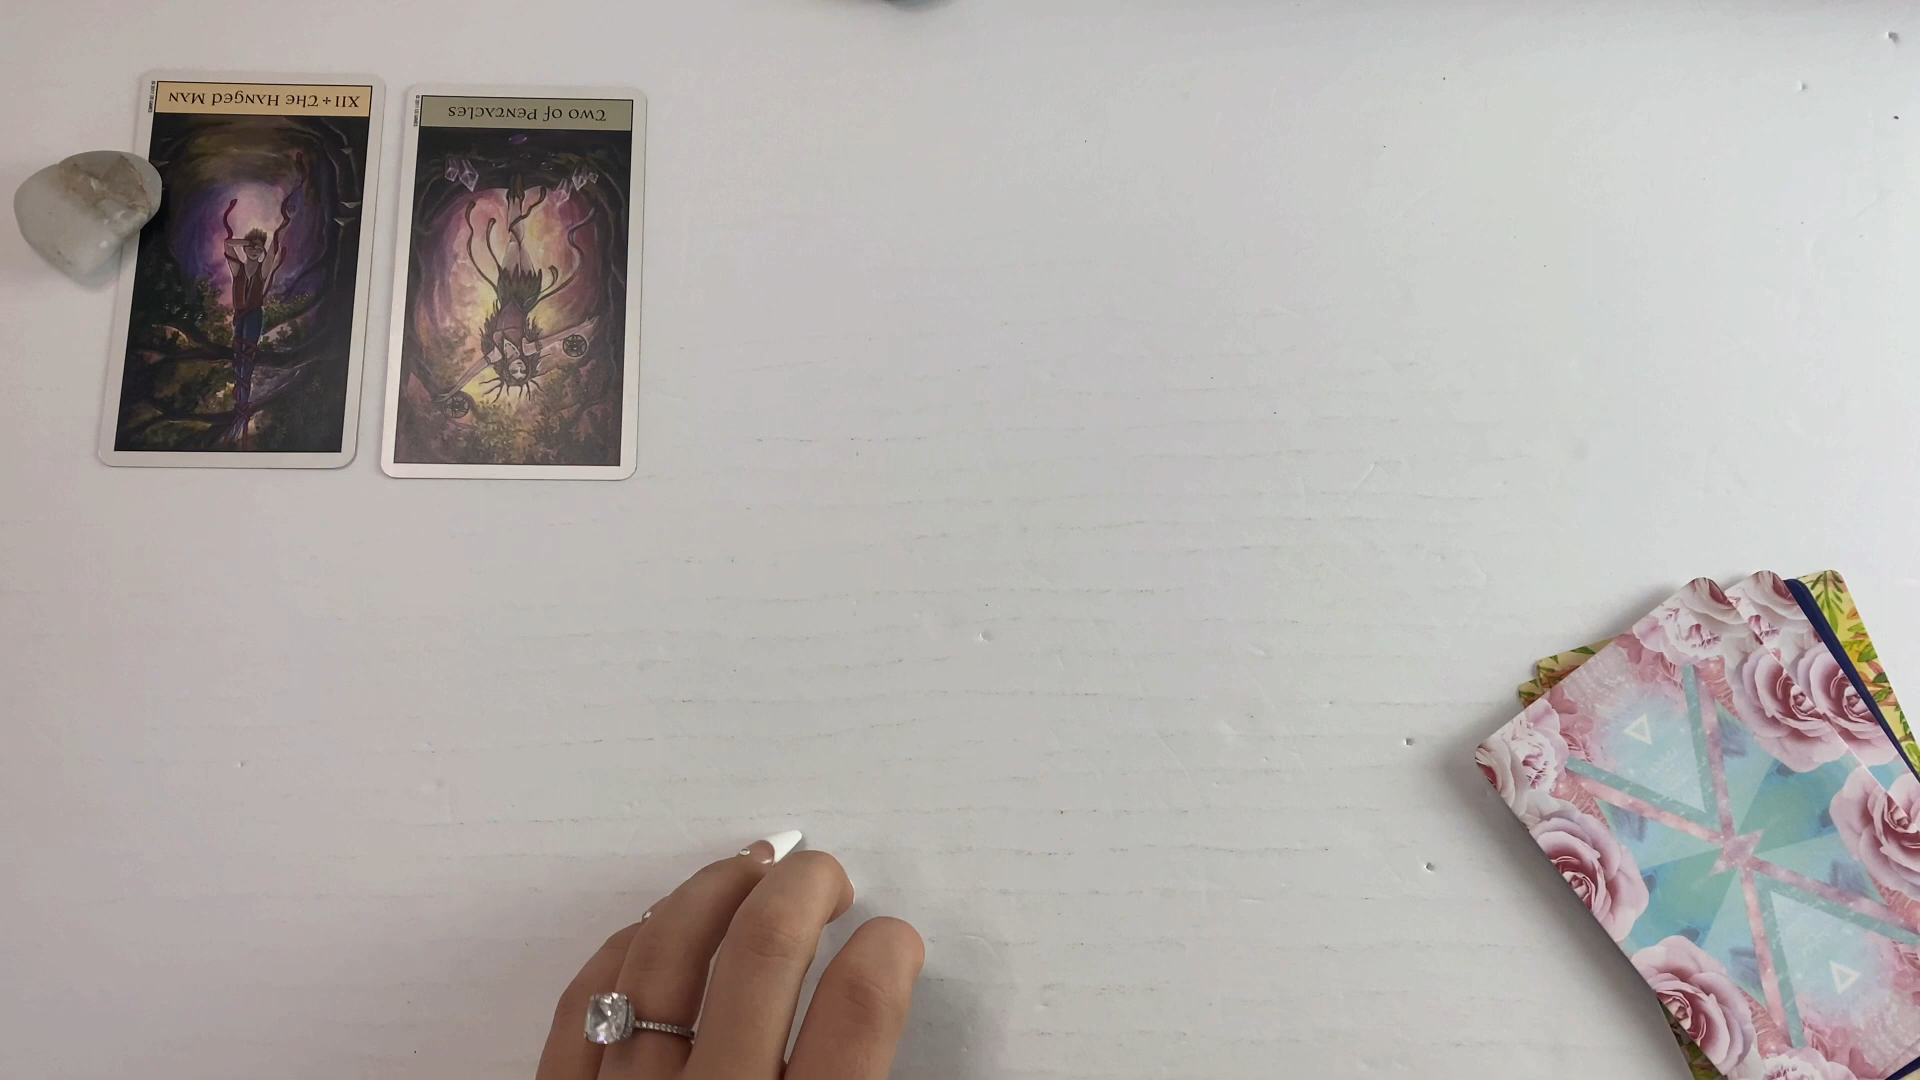 XII + The Hanged Man
Two of Pentacles